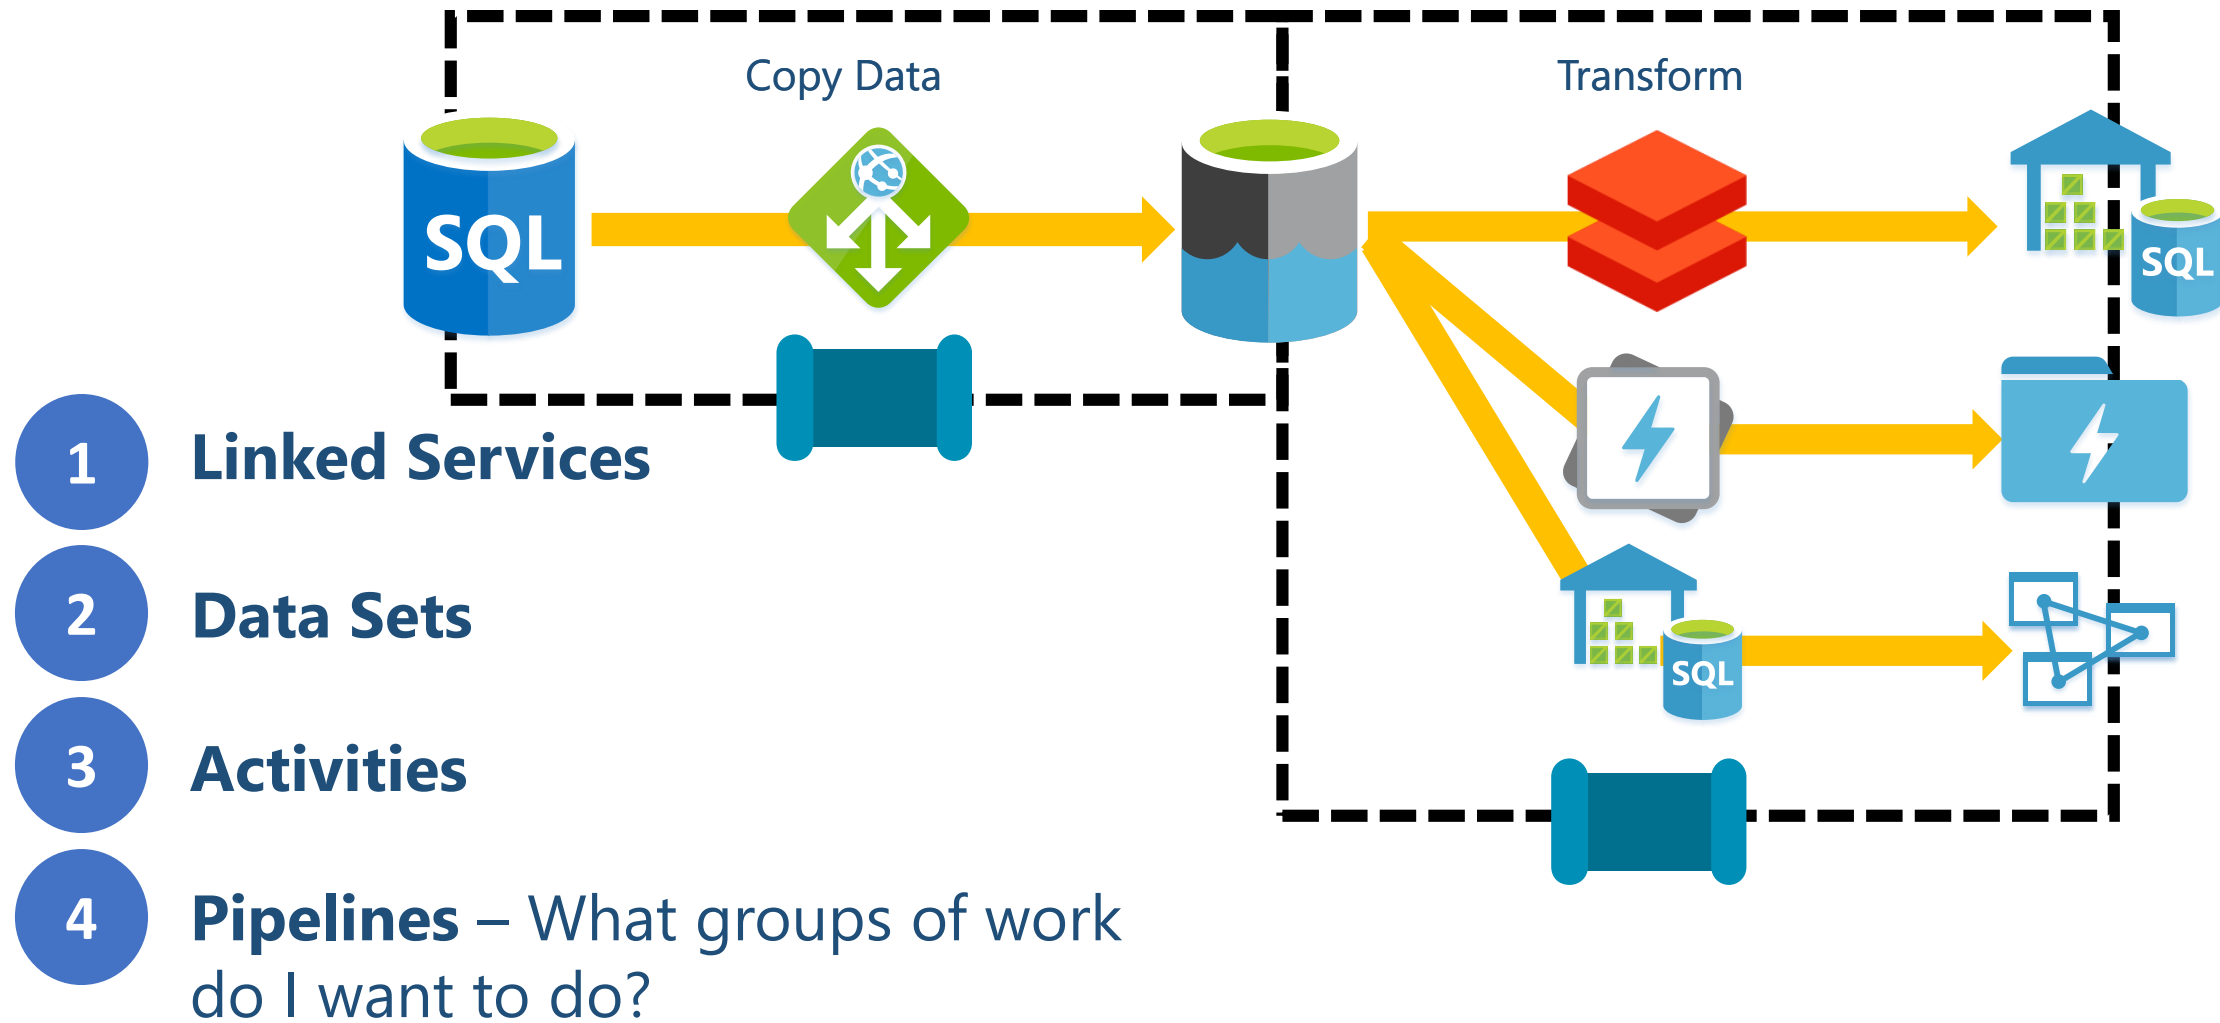 Copy Data
Transform
SQL
SQL
SQL
1
Linked Services
2
Data Sets
3
Activities
4
Pipelines – What groups of work
do I want to do?